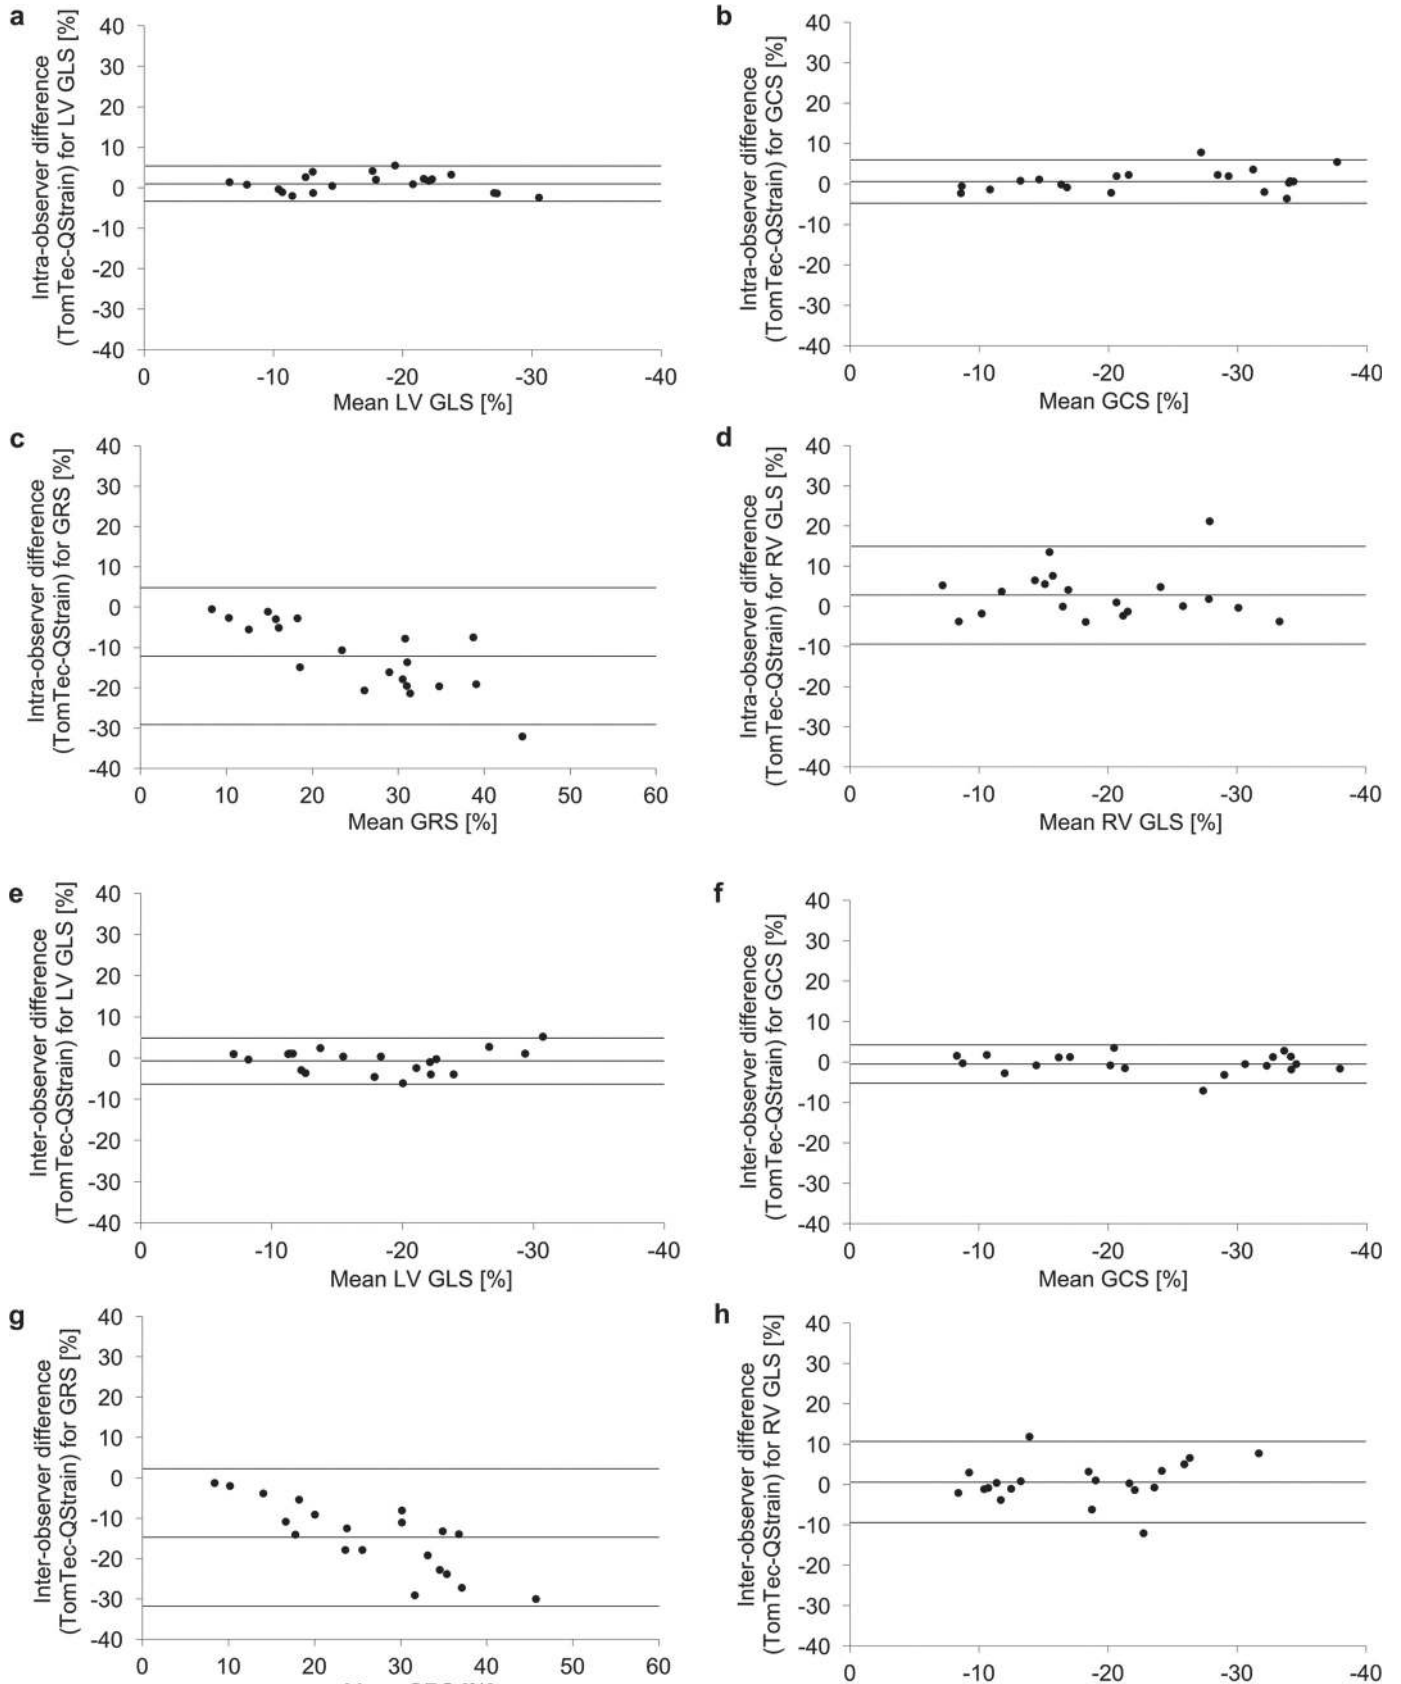 a
Intra-observer difference
(TomTec-QStrain) for LV GLS [%]
40
30
20
10
0
-10
-20
-30
-40
0 -10 -20 -30 -40
Mean LV GLS [%]
b
Intra-observer difference
(TomTec-QStrain) for GCS [%]
40
30
20
10
0
-10
-20
-30
-40
0 -10 -20 -30 -40
Mean GCS [%]
c
Intra-observer difference
(TomTec-QStrain) for GRS [%]
40
30
20
10
0
-10
-20
-30
-40
0 10 20 30 40 50 60
Mean GRS [%]
d
Intra-observer difference
(TomTec-QStrain) for RV GLS [%]
40
30
20
10
0
-10
-20
-30
-40
0 -10 -20 -30 -40
Mean RV GLS [%]
e
Inter-observer difference
(TomTec-QStrain) for LV GLS [%]
40
30
20
10
0
-10
-20
-30
-40
0 -10 -20 -30 -40
Mean LV GLS [%]
f
Inter-observer difference
(TomTec-QStrain) for GCS [%]
40
30
20
10
0
-10
-20
-30
-40
0 -10 -20 -30 -40
Mean GCS [%]
g
Inter-observer difference
(TomTec-QStrain) for GRS [%]
40
30
20
10
0
-10
-20
-30
-40
0 10 20 30 40 50 60
h
Inter-observer difference
(TomTec-QStrain) for RV GLS [%]
40
30
20
10
0
-10
-20
-30
-40
0 -10 -20 -30 -40